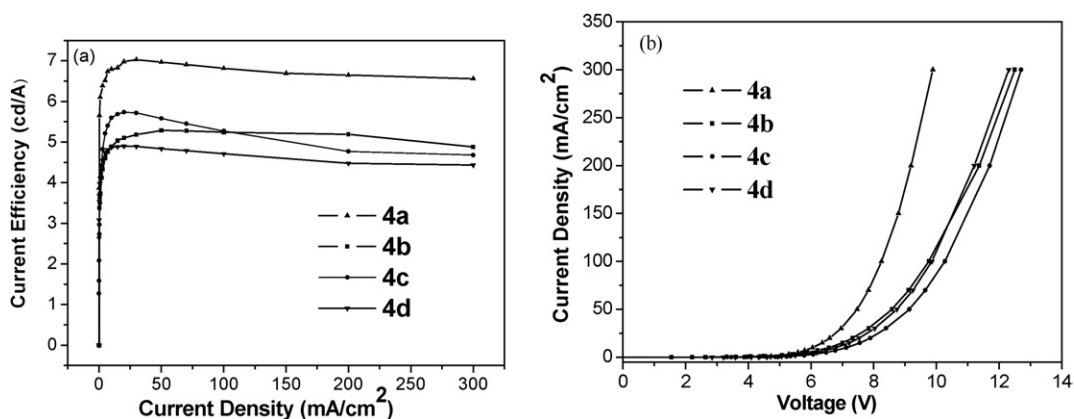 (a)
Current Efficiency (cd/A)
7
6
5
4
3
2
1
0
4a
4b
4c
4d
0 50 100 150 200 250 300
Current Density (mA/cm²)
(b)
Current Density (mA/cm²)
300
250
200
150
100
50
0
4a
4b
4c
4d
0 2 4 6 8 10 12 14
Voltage (V)